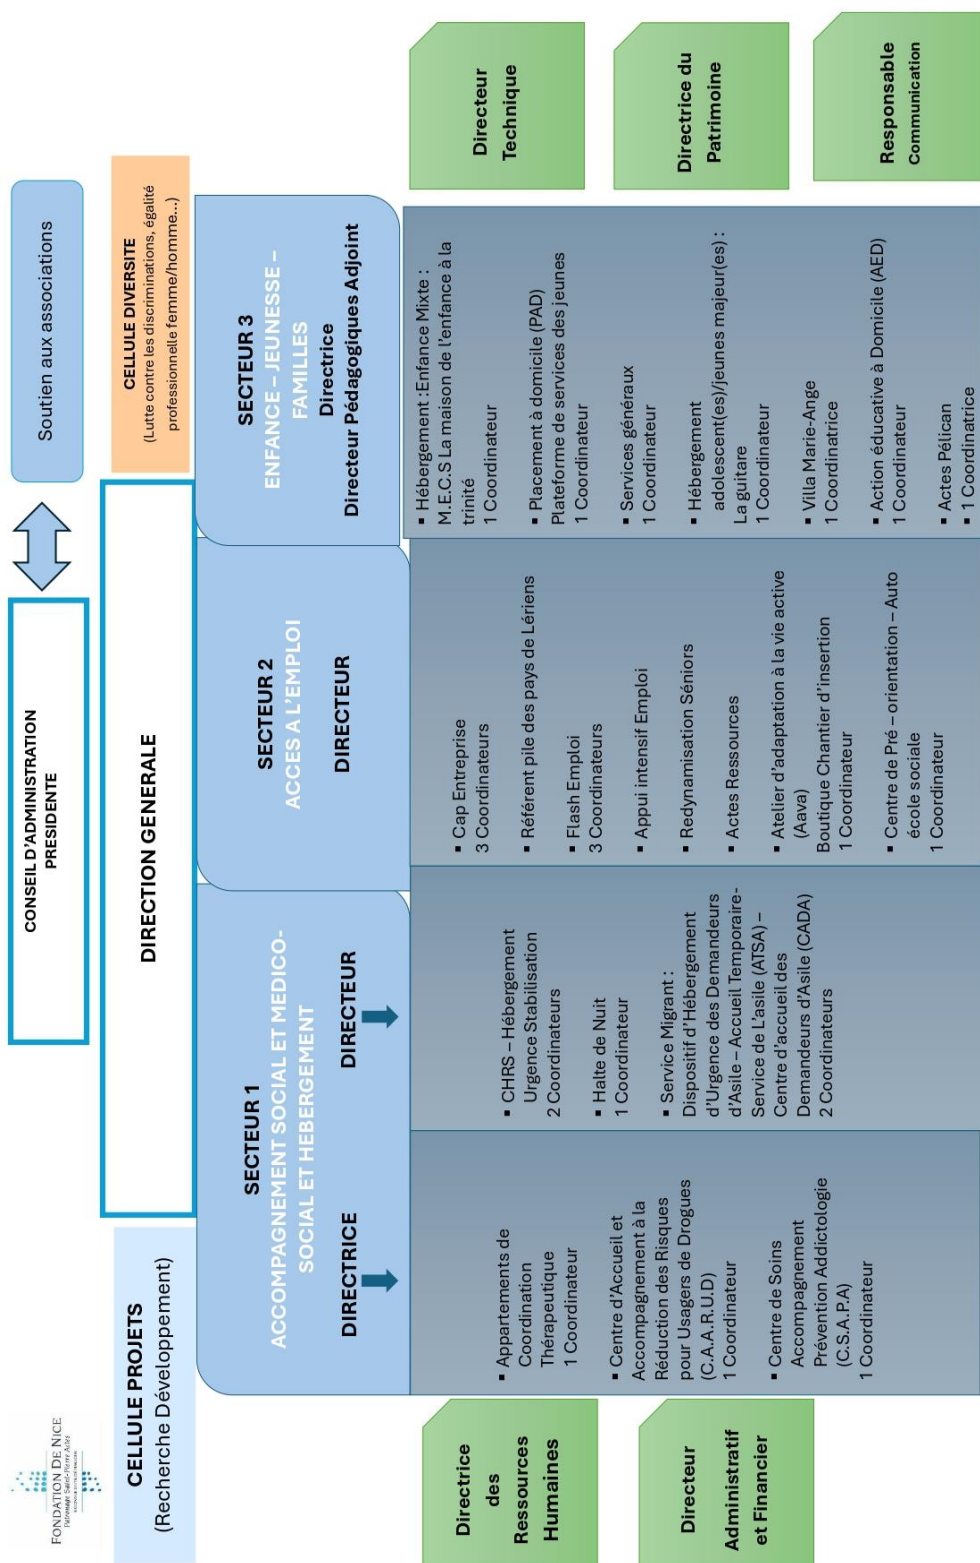 FONDATION DE NICE
Patronage Saint-Pierre Actes
CONSEIL D'ADMINISTRATION
PRESIDENTE
Soutien aux associations
CELLULE PROJETS
(Recherche Développement)
DIRECTION GENERALE
CELLULE DIVERSITE
(Lutte contre les discriminations, égalité
professionnelle femme/homme...)
SECTEUR 1
ACCOMPAGNEMENT SOCIAL ET MEDICO-
SOCIAL ET HEBERGEMENT
DIRECTRICE
DIRECTEUR
SECTEUR 2
ACCES A L'EMPLOI
DIRECTEUR
SECTEUR 3
ENFANCE – JEUNESSE –
FAMILLES
Directrice
Directeur Pédagogiques Adjoint
Directrice
des
Ressources
Humaines
Directeur
Administratif
et Financier
▪ Appartements de
Coordination
Thérapeutique
1 Coordinateur
▪ Centre d'Accueil et
Accompagnement à la
Réduction des Risques
pour Usagers de Drogues
(C.A.A.R.U.D)
1 Coordinateur
▪ Centre de Soins
Accompagnement
Prévention Addictologie
(C.S.A.P.A)
1 Coordinateur
▪ CHRS – Hébergement
Urgence Stabilisation
2 Coordinateurs
▪ Halte de Nuit
1 Coordinateur
▪ Service Migrant :
Dispositif d'Hébergement
d'Urgence des Demandeurs
d'Asile – Accueil Temporaire-
Service de L'asile (ATSA) –
Centre d'accueil des
Demandeurs d'Asile (CADA)
2 Coordinateurs
▪ Cap Entreprise
3 Coordinateurs
▪ Référent pile des pays de Lériens
▪ Flash Emploi
3 Coordinateurs
▪ Appui intensif Emploi
▪ Redynamisation Séniors
▪ Actes Ressources
▪ Atelier d'adaptation à la vie active
(Aava)
Boutique Chantier d'insertion
1 Coordinateur
▪ Centre de Pré – orientation – Auto
école sociale
1 Coordinateur
▪ Hébergement :Enfance Mixte :
M.E.C.S La maison de l'enfance à la
trinité
1 Coordinateur
▪ Placement à domicile (PAD)
Plateforme de services des jeunes
1 Coordinateur
▪ Services généraux
1 Coordinateur
▪ Hébergement
adolescent(es)/jeunes majeur(es) :
La guitare
1 Coordinateur
▪ Villa Marie-Ange
1 Coordinatrice
▪ Action éducative à Domicile (AED)
1 Coordinateur
▪ Actes Pélican
▪ 1 Coordinatrice
Directeur
Technique
Directrice du
Patrimoine
Responsable
Communication